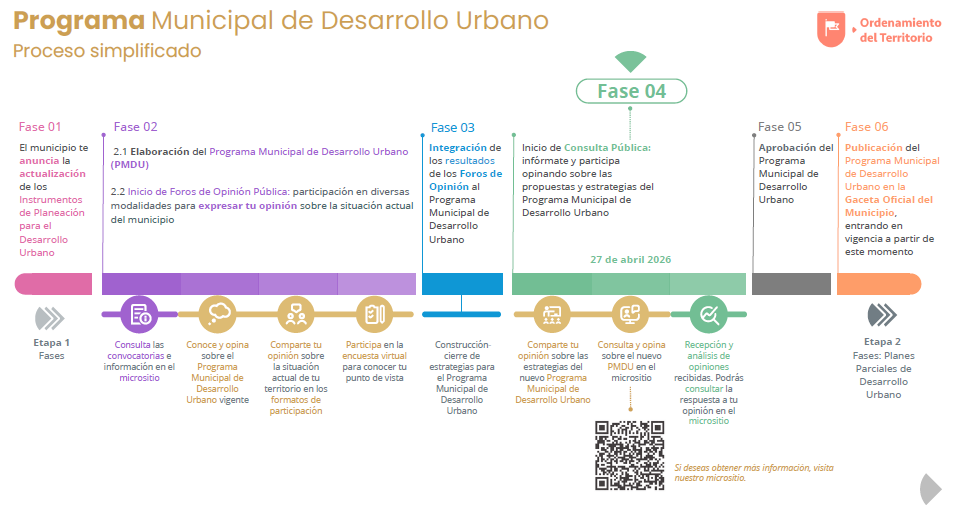 Programa Municipal de Desarrollo Urbano
Proceso simplificado
Ordenamiento
del Territorio
Fase 04
Fase 01
El municipio te
anuncia la
actualización
de los
Instrumentos
de Planeación
para el
Desarrollo
Urbano
Fase 02
2.1 Elaboración del Programa Municipal de Desarrollo Urbano
(PMDU)
2.2 Inicio de Foros de Opinión Pública: participación en diversas
modalidades para expresar tu opinión sobre la situación actual
del municipio
Fase 03
Integración de
los resultados
de los Foros de
Opinión al
Programa
Municipal de
Desarrollo
Urbano
Inicio de Consulta Pública:
infórmate y participa
opinando sobre las
propuestas y estrategias del
Programa Municipal de
Desarrollo Urbano
27 de abril 2026
Fase 05
Aprobación del
Programa
Municipal de
Desarrollo
Urbano
Fase 06
Publicación del
Programa Municipal
de Desarrollo
Urbano en la
Gaceta Oficial del
Municipio,
entrando en
vigencia a partir de
este momento
Etapa 1
Fases
Consulta las
convocatorias e
información en el
micrositio
Conoce y opina
sobre el
Programa
Municipal de
Desarrollo
Urbano vigente
Comparte tu
opinión sobre
la situación
actual de tu
territorio en los
formatos de
participación
Participa en la
encuesta virtual
para conocer tu
punto de vista
Construcción-
cierre de
estrategias para
el Programa
Municipal de
Desarrollo
Urbano
Comparte tu
opinión sobre las
estrategias del
nuevo Programa
Municipal de
Desarrollo Urbano
Consulta y opina
sobre el nuevo
PMDU en el
micrositio
Recepción y
análisis de
opiniones
recibidas. Podrás
consultar la
respuesta a tu
opinión en el
micrositio
Etapa 2
Fases: Planes
Parciales de
Desarrollo
Urbano
Si deseas obtener más información, visita
nuestro micrositio.